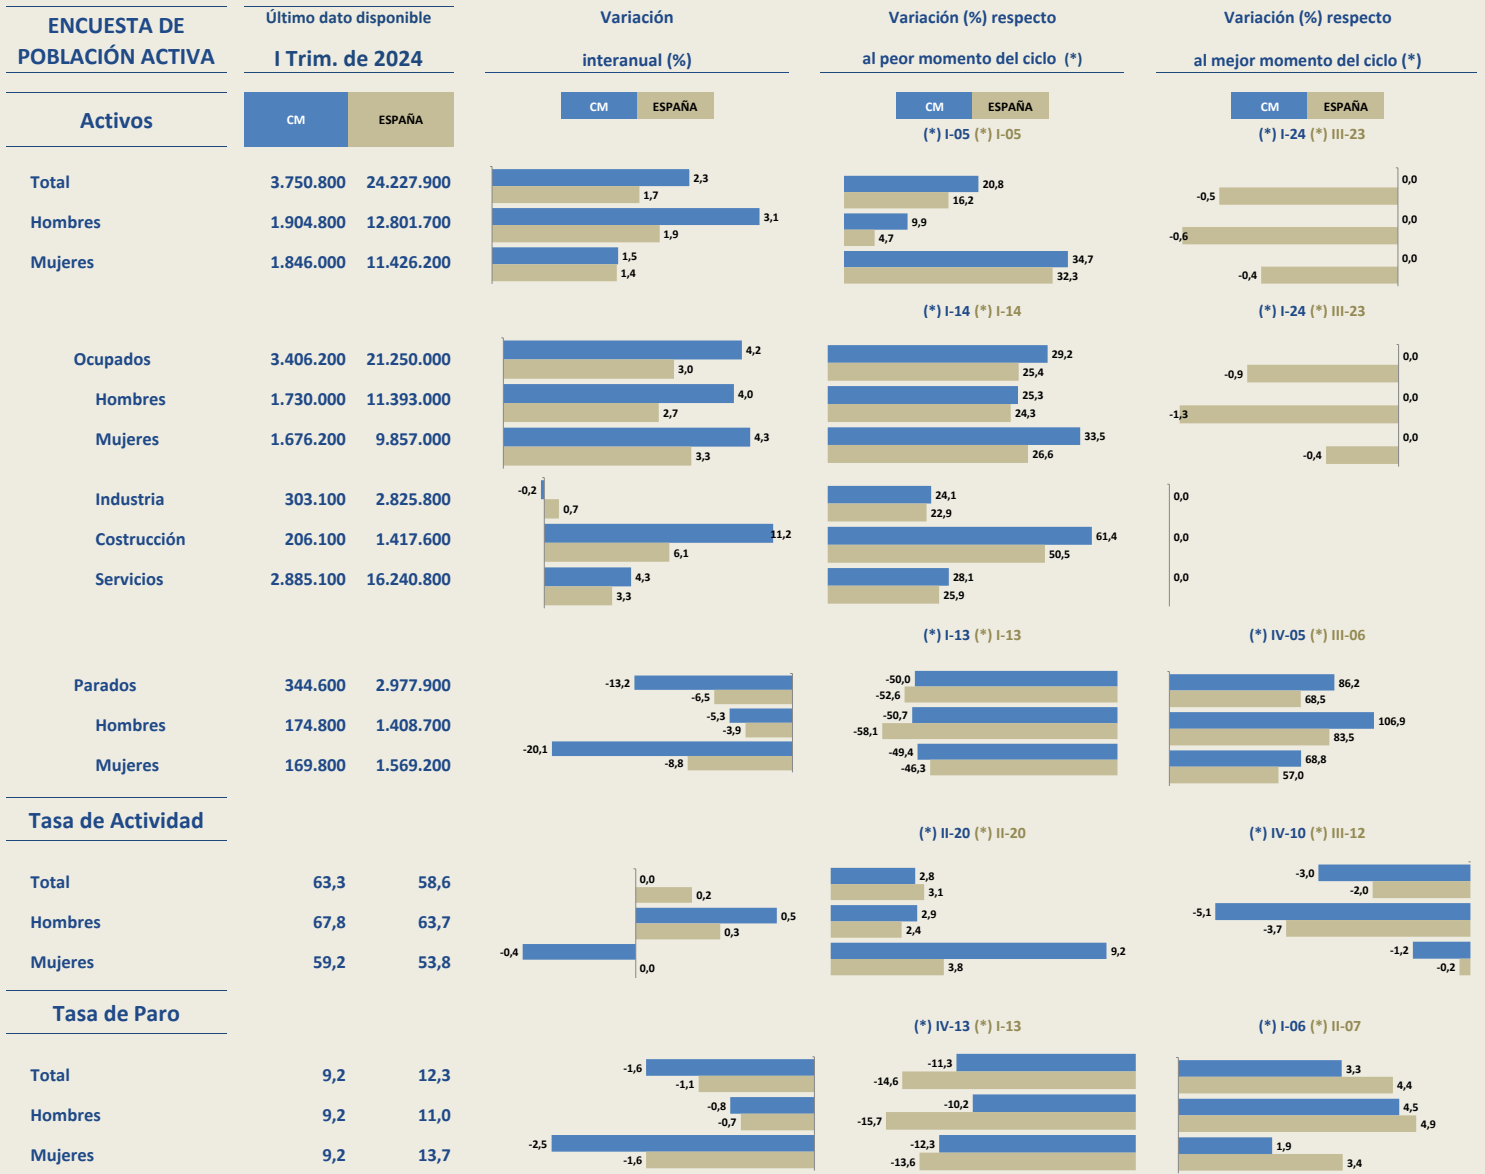 ENCUESTA DE
POBLACIÓN ACTIVA
Último dato disponible
I Trim. de 2024
Variación
interanual (%)
Variación (%) respecto
al peor momento del ciclo (*)
Variación (%) respecto
al mejor momento del ciclo (*)
Activos CM ESPAÑA CM ESPAÑA CM ESPAÑA CM ESPAÑA
(*) I-05 (*) I-05 (*) I-24 (*) III-23
Total 3.750.800 24.227.900 2,3 1,7 20,8 16,2 0,0 -0,5
Hombres 1.904.800 12.801.700 3,1 1,9 9,9 4,7 0,0 -0,6
Mujeres 1.846.000 11.426.200 1,5 1,4 34,7 32,3 0,0 -0,4
(*) I-14 (*) I-14 (*) I-24 (*) III-23
Ocupados 3.406.200 21.250.000 4,2 3,0 29,2 25,4 0,0 -0,9
Hombres 1.730.000 11.393.000 4,0 2,7 25,3 24,3 0,0 -1,3
Mujeres 1.676.200 9.857.000 4,3 3,3 33,5 26,6 0,0 -0,4
Industria 303.100 2.825.800 -0,2 0,7 24,1 22,9 0,0
Costrucción 206.100 1.417.600 11,2 6,1 61,4 50,5 0,0
Servicios 2.885.100 16.240.800 4,3 3,3 28,1 25,9 0,0
(*) I-13 (*) I-13 (*) IV-05 (*) III-06
Parados 344.600 2.977.900 -13,2 -6,5 -50,0 -52,6 86,2 68,5
Hombres 174.800 1.408.700 -5,3 -3,9 -50,7 -58,1 106,9 83,5
Mujeres 169.800 1.569.200 -20,1 -8,8 -49,4 -46,3 68,8 57,0
Tasa de Actividad
(*) II-20 (*) II-20 (*) IV-10 (*) III-12
Total 63,3 58,6 0,0 0,2 2,8 3,1 -3,0 -2,0
Hombres 67,8 63,7 0,5 0,3 2,9 2,4 -5,1 -3,7
Mujeres 59,2 53,8 -0,4 0,0 9,2 3,8 -1,2 -0,2
Tasa de Paro
(*) IV-13 (*) I-13 (*) I-06 (*) II-07
Total 9,2 12,3 -1,6 -1,1 -11,3 -14,6 3,3 4,4
Hombres 9,2 11,0 -0,8 -0,7 -10,2 -15,7 4,5 4,9
Mujeres 9,2 13,7 -2,5 -1,6 -12,3 -13,6 1,9 3,4